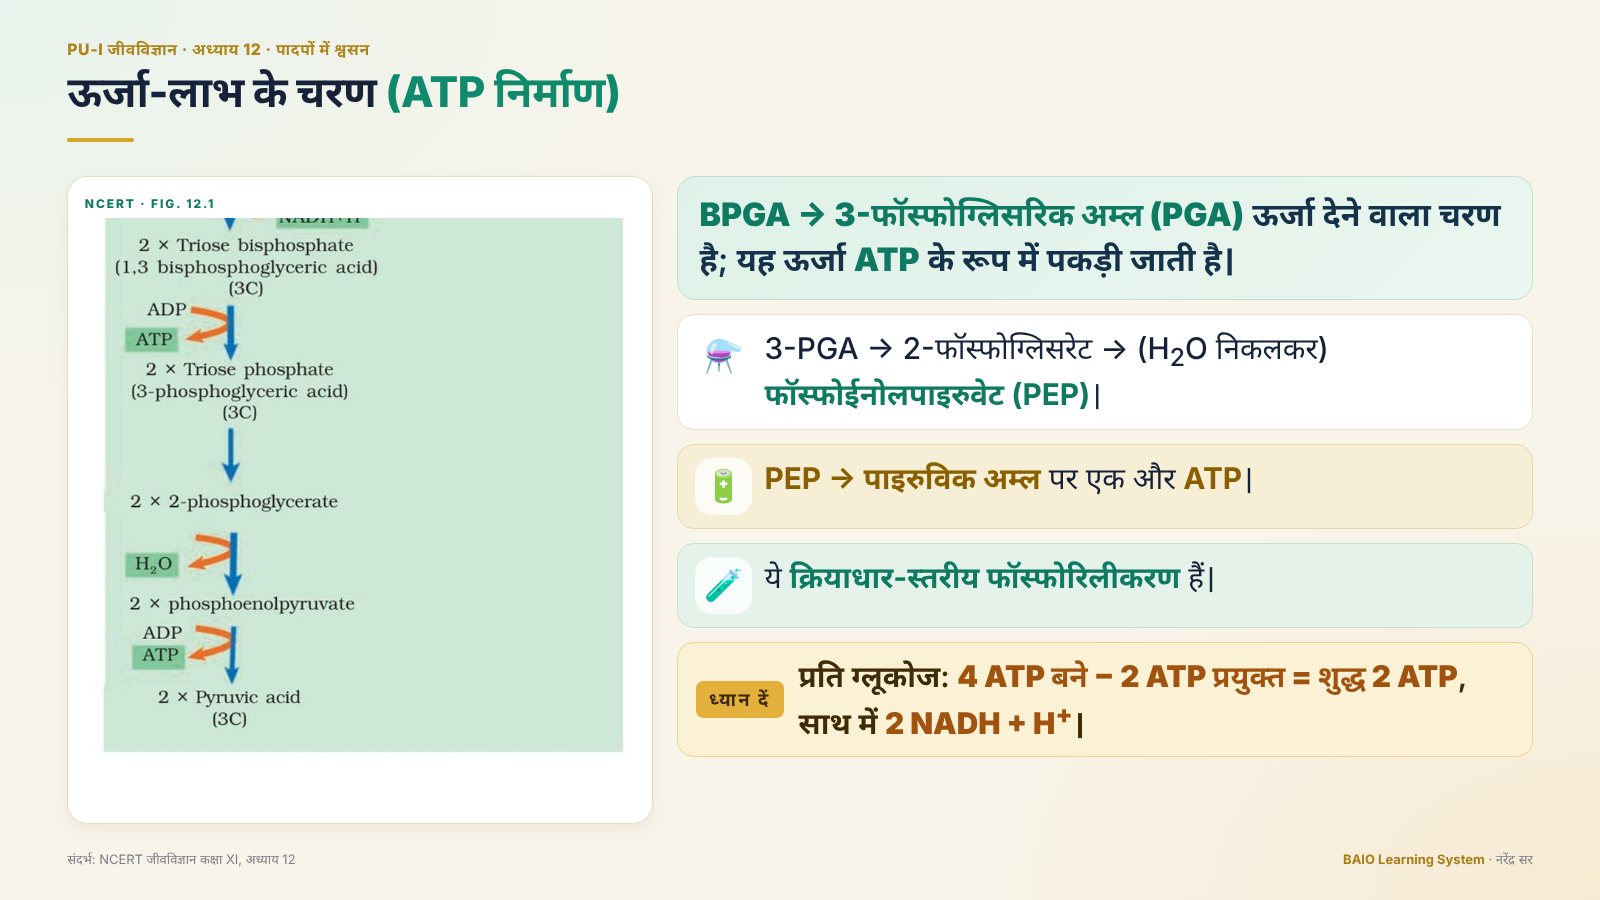 PU-I जीवविज्ञान · अध्याय 12 · पादपों में श्वसन
ऊर्जा-लाभ के चरण (ATP निर्माण)
NCERT · FIG. 12.1
NADH+H
2 × Triose bisphosphate
(1,3 bisphosphoglyceric acid)
(3C)
ADP
ATP
2 × Triose phosphate
(3-phosphoglyceric acid)
(3C)
2 × 2-phosphoglycerate
H₂O
2 × phosphoenolpyruvate
ADP
ATP
2 × Pyruvic acid
(3C)
BPGA → 3-फॉस्फोग्लिसरिक अम्ल (PGA) ऊर्जा देने वाला चरण
है; यह ऊर्जा ATP के रूप में पकड़ी जाती है|
3-PGA → 2-फॉस्फोग्लिसरेट → (H₂O निकलकर)
फॉस्फोईनोलपाइरुवेट (PEP)|
PEP → पाइरुविक अम्ल पर एक और ATP|
ये क्रियाधार-स्तरीय फॉस्फोरिलीकरण हैं|
ध्यान दें
प्रति ग्लूकोज: 4 ATP बने − 2 ATP प्रयुक्त = शुद्ध 2 ATP,
साथ में 2 NADH + H⁺|
संदर्भ: NCERT जीवविज्ञान कक्षा XI, अध्याय 12
BAIO Learning System · नरेंद्र सर